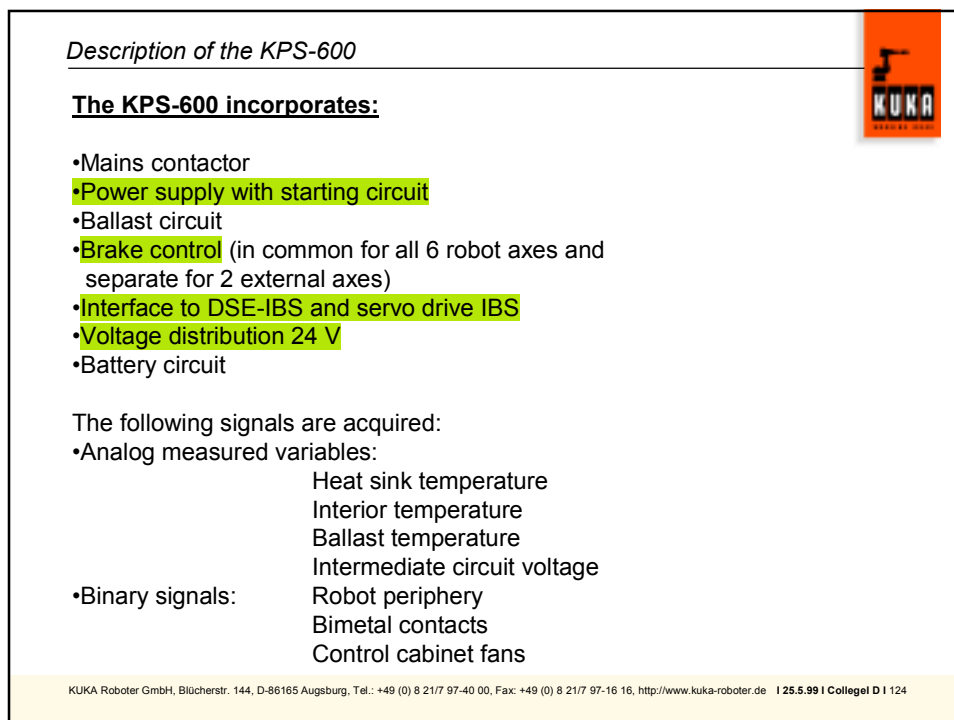 Description of the KPS-600
KUKA
The KPS-600 incorporates:
•Mains contactor
•Power supply with starting circuit
•Ballast circuit
•Brake control (in common for all 6 robot axes and
separate for 2 external axes)
•Interface to DSE-IBS and servo drive IBS
•Voltage distribution 24 V
•Battery circuit
The following signals are acquired:
•Analog measured variables:
Heat sink temperature
Interior temperature
Ballast temperature
Intermediate circuit voltage
•Binary signals: Robot periphery
Bimetal contacts
Control cabinet fans
KUKA Roboter GmbH, Blücherstr. 144, D-86165 Augsburg, Tel.: +49 (0) 8 21/7 97-40 00, Fax: +49 (0) 8 21/7 97-16 16, http://www.kuka-roboter.de I 25.5.99 I Collegel D I 124